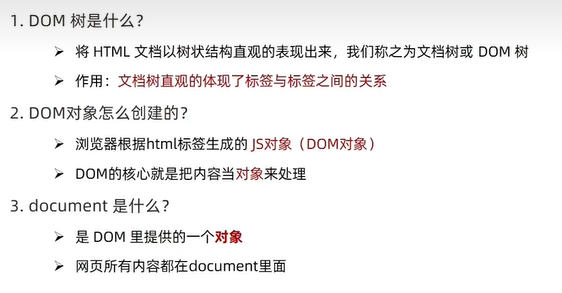 1. DOM 树是什么？
➢ 将 HTML 文档以树状结构直观的表现出来，我们称之为文档树或 DOM 树
➢ 作用：文档树直观的体现了标签与标签之间的关系
2. DOM对象怎么创建的？
➢ 浏览器根据html标签生成的 JS对象（DOM对象）
➢ DOM的核心就是把内容当对象来处理
3. document 是什么？
➢ 是 DOM 里提供的一个对象
➢ 网页所有内容都在document里面